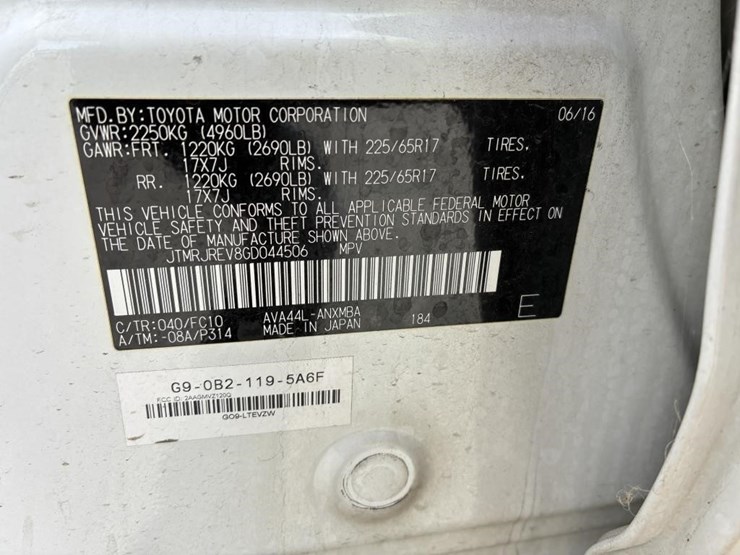 MFD.BY:TOYOTA MOTOR CORPORATION 06/16
GVWR:2250KG (4960LB)
GAWR:FRT. 1220KG (2690LB) WITH 225/65R17 TIRES.
17X7J RIMS.
RR. 1220KG (2690LB) WITH 225/65R17 TIRES.
17X7J RIMS.
THIS VEHICLE CONFORMS TO ALL APPLICABLE FEDERAL MOTOR
VEHICLE SAFETY AND THEFT PREVENTION STANDARDS IN EFFECT ON
THE DATE OF MANUFACTURE SHOWN ABOVE.
JTMRJREV8GD044506 MPV
C/TR:040/FC10 AVA44L-ANXMBA 184 E
A/TM:-08A/P314 MADE IN JAPAN
G9-0B2-119-5A6F
GO9-LTEVZW